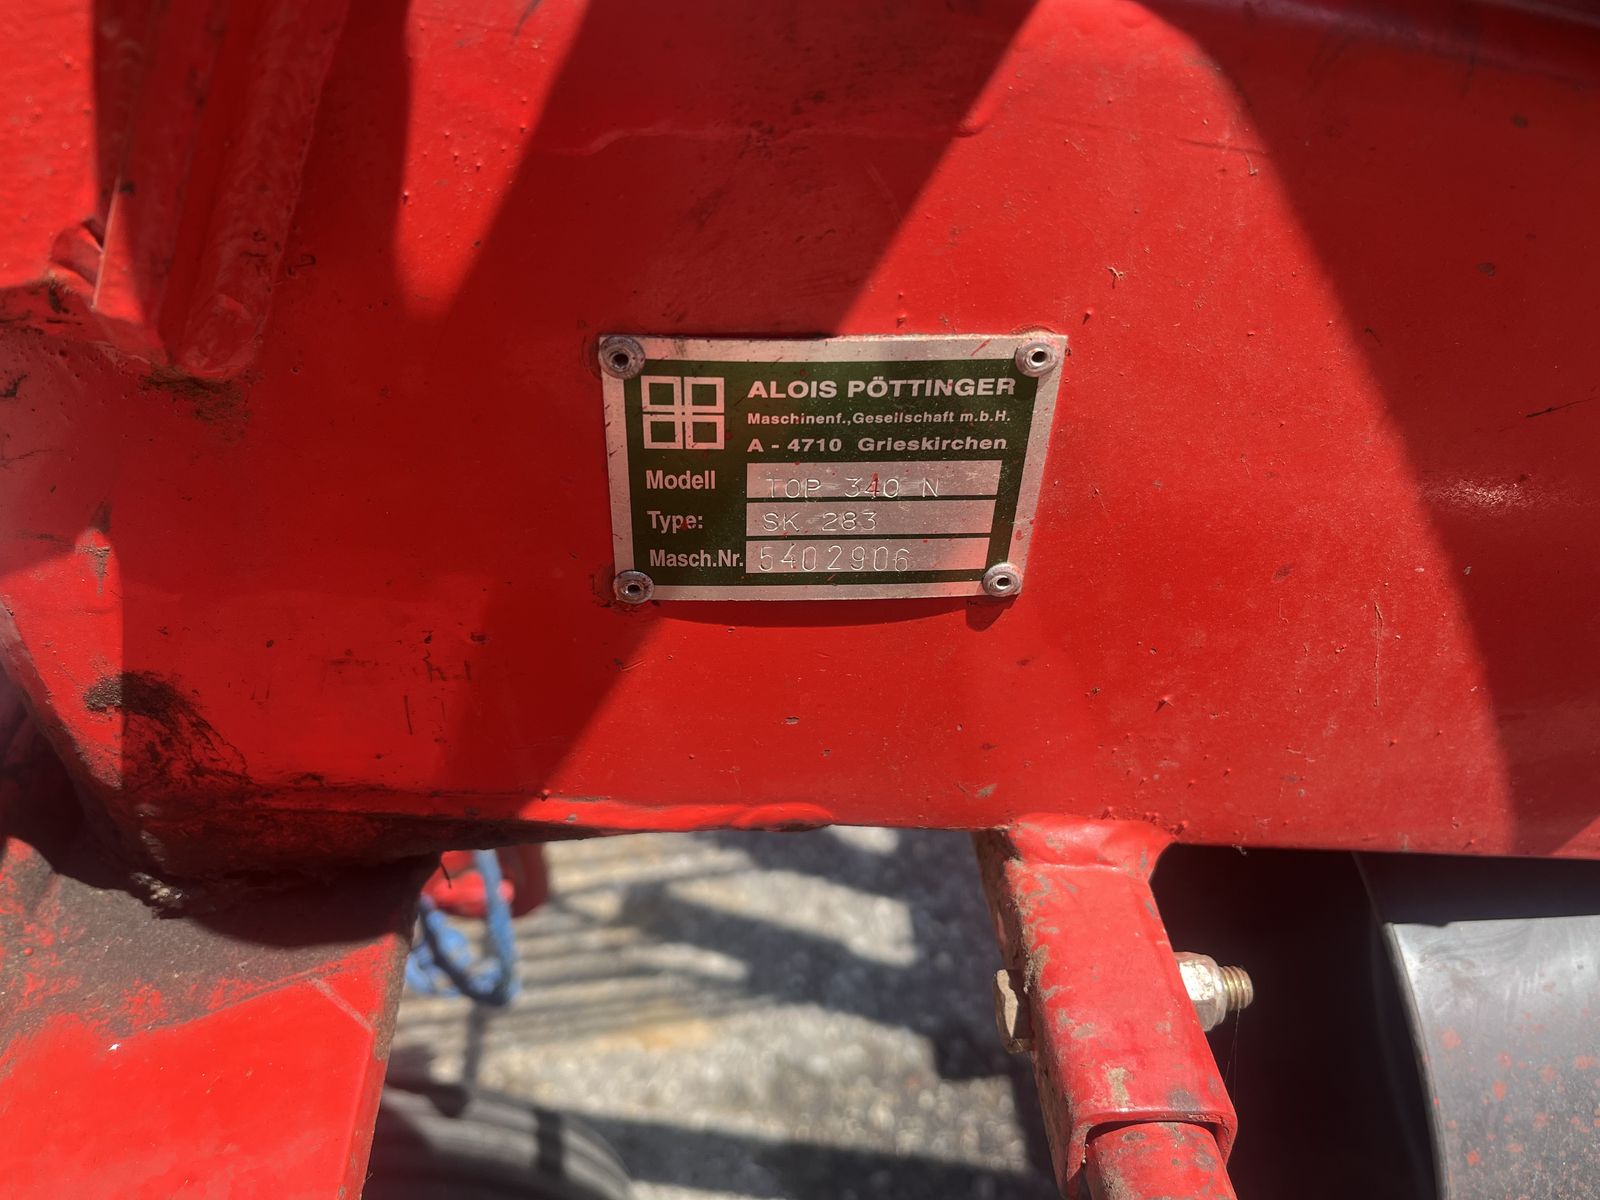 ALOIS PÖTTINGER
Maschinenf., Gesellschaft m.b.H.
A - 4710 Grieskirchen
Modell TOP 340 N
Type: SK 283
Masch.Nr. 5402906